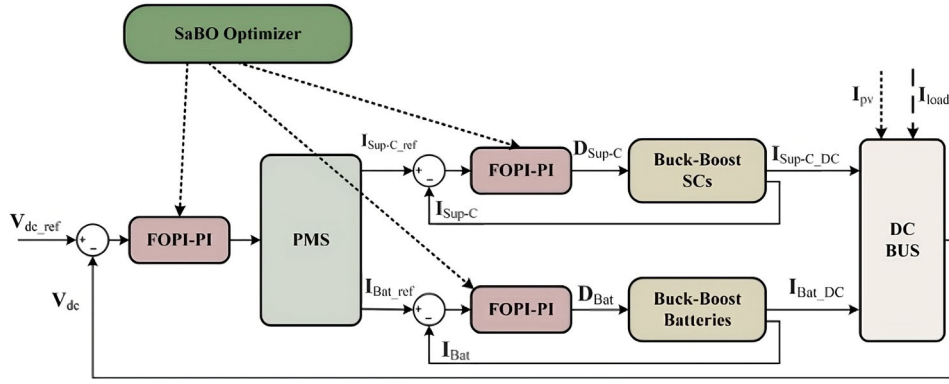 SaBO Optimizer
I_pv
I_load
I_Sup-C_ref
D_Sup-C
Buck-Boost
SCs
I_Sup-C_DC
FOPI-PI
I_Sup-C
V_dc_ref
FOPI-PI
PMS
DC
BUS
V_dc
I_Bat_ref
FOPI-PI
D_Bat
Buck-Boost
Batteries
I_Bat_DC
I_Bat